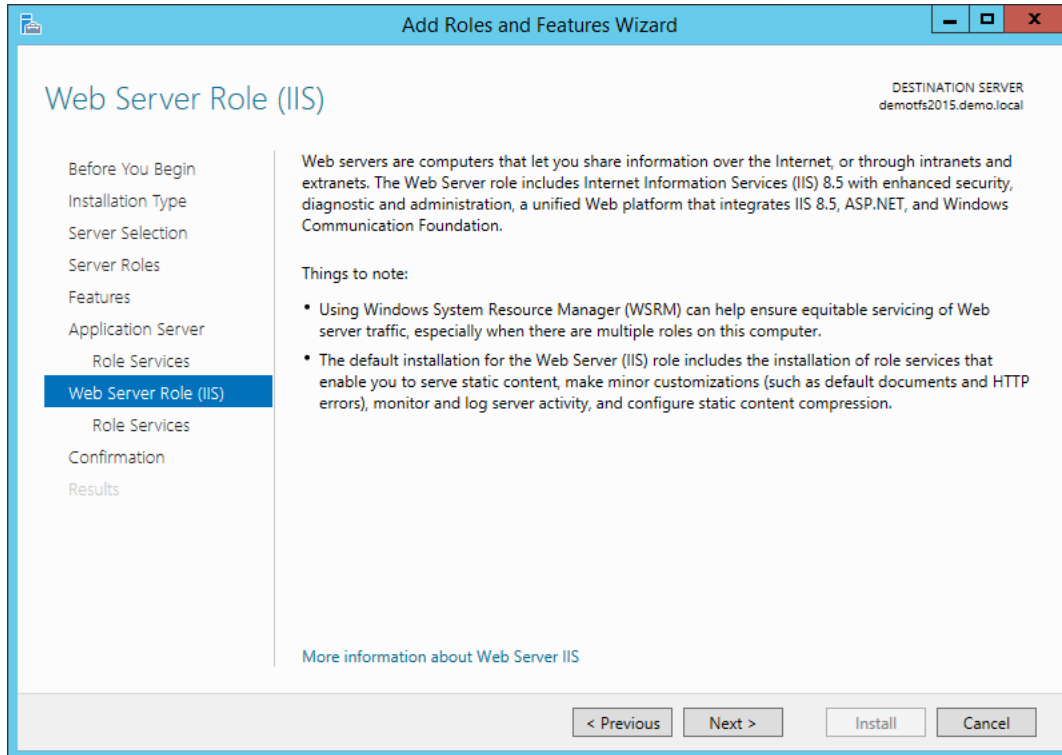 Add Roles and Features Wizard
Web Server Role (IIS)
DESTINATION SERVER
demotfs2015.demo.local
Before You Begin
Installation Type
Server Selection
Server Roles
Features
Application Server
Role Services
Web Server Role (IIS)
Role Services
Confirmation
Results
Web servers are computers that let you share information over the Internet, or through intranets and
extranets. The Web Server role includes Internet Information Services (IIS) 8.5 with enhanced security,
diagnostic and administration, a unified Web platform that integrates IIS 8.5, ASP.NET, and Windows
Communication Foundation.
Things to note:
• Using Windows System Resource Manager (WSRM) can help ensure equitable servicing of Web
server traffic, especially when there are multiple roles on this computer.
• The default installation for the Web Server (IIS) role includes the installation of role services that
enable you to serve static content, make minor customizations (such as default documents and HTTP
errors), monitor and log server activity, and configure static content compression.
More information about Web Server IIS
< Previous
Next >
Install
Cancel